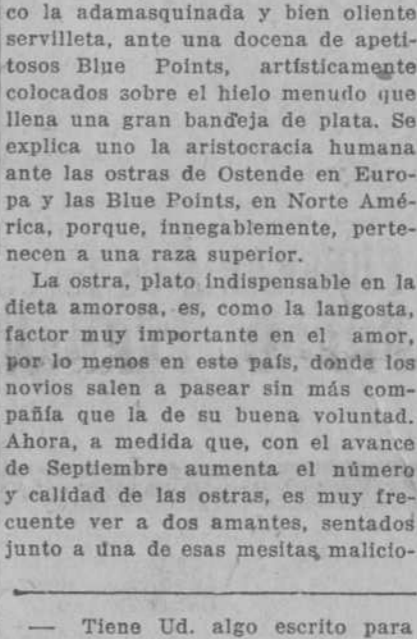 co la adamasquinada y bien oliente
servilleta, ante una docena de apeti-
tosos Blue Points, artísticamente
colocados sobre el hielo menudo que
llena una gran bandeja de plata. Se
explica uno la aristocracia humana
ante las ostras de Ostende en Euro-
pa y las Blue Points, en Norte Amé-
rica, porque, innegablemente, perte-
necen a una raza superior.
La ostra, plato indispensable en la
dieta amorosa, es, como la langosta,
factor muy importante en el amor,
por lo menos en este país, donde los
novios salen a pasear sin más com-
pañía que la de su buena voluntad.
Ahora, a medida que, con el avance
de Septiembre aumenta el número
y calidad de las ostras, es muy fre-
cuente ver a dos amantes, sentados
junto a una de esas mesitas, malicio-
— Tiene Ud. algo escrito para